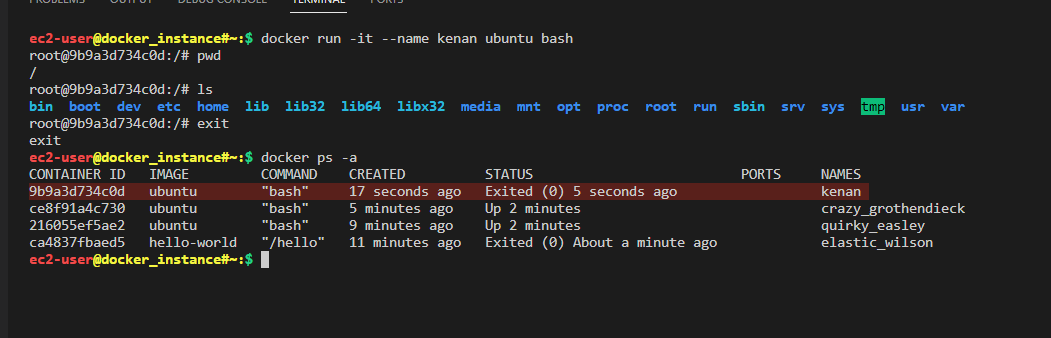 PROBLEMS OUTPUT DEBUG CONSOLE TERMINAL PORTS
ec2-user@docker_instance#~:$ docker run -it --name kenan ubuntu bash
root@9b9a3d734c0d:/# pwd
/
root@9b9a3d734c0d:/# ls
bin boot dev etc home lib lib32 lib64 libx32 media mnt opt proc root run sbin srv sys tmp usr var
root@9b9a3d734c0d:/# exit
exit
ec2-user@docker_instance#~:$ docker ps -a
CONTAINER ID IMAGE COMMAND CREATED STATUS PORTS NAMES
9b9a3d734c0d ubuntu "bash" 17 seconds ago Exited (0) 5 seconds ago kenan
ce8f91a4c730 ubuntu "bash" 5 minutes ago Up 2 minutes crazy_grothendieck
216055ef5ae2 ubuntu "bash" 9 minutes ago Up 2 minutes quirky_easley
ca4837fbaed5 hello-world "/hello" 11 minutes ago Exited (0) About a minute ago elastic_wilson
ec2-user@docker_instance#~:$